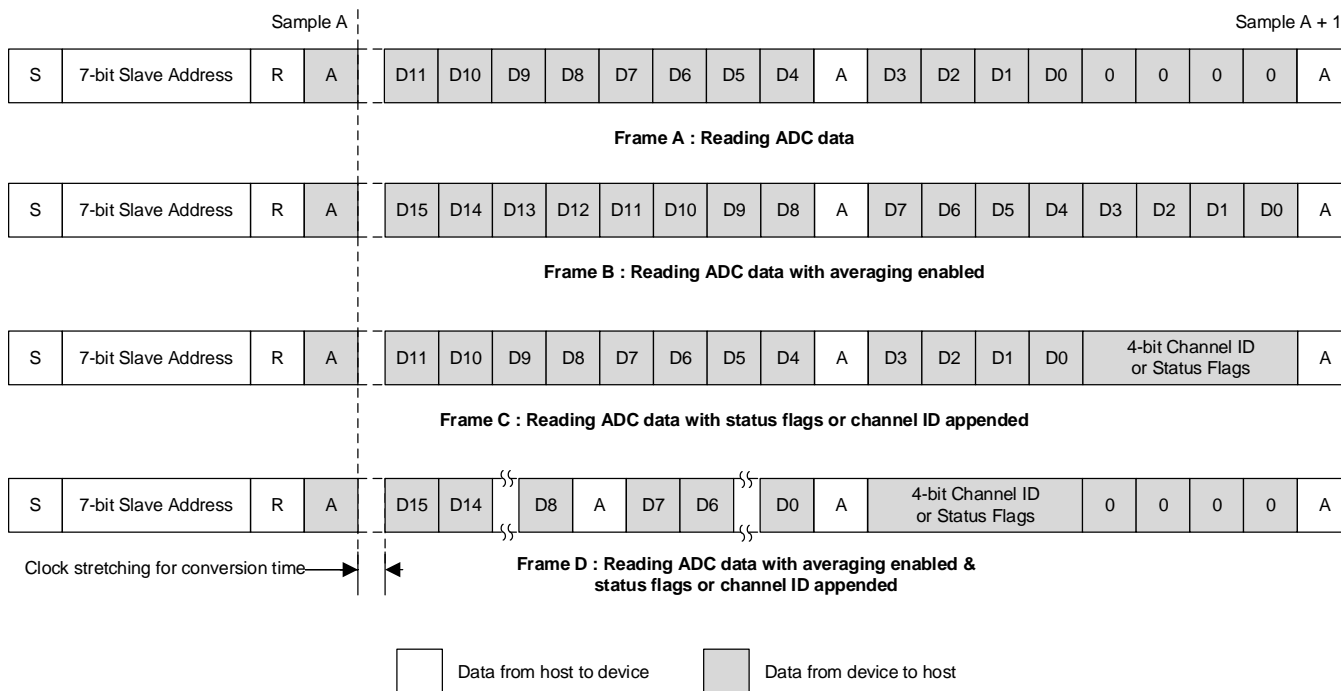 Sample A Sample A + 1
S 7-bit Slave Address R A D11 D10 D9 D8 D7 D6 D5 D4 A D3 D2 D1 D0 0 0 0 0 A
Frame A : Reading ADC data
S 7-bit Slave Address R A D15 D14 D13 D12 D11 D10 D9 D8 A D7 D6 D5 D4 D3 D2 D1 D0 A
Frame B : Reading ADC data with averaging enabled
S 7-bit Slave Address R A D11 D10 D9 D8 D7 D6 D5 D4 A D3 D2 D1 D0 4-bit Channel ID or Status Flags A
Frame C : Reading ADC data with status flags or channel ID appended
S 7-bit Slave Address R A D15 D14 D8 A D7 D6 D0 A 4-bit Channel ID or Status Flags 0 0 0 0 A
Clock stretching for conversion time
Frame D : Reading ADC data with averaging enabled &
status flags or channel ID appended
Data from host to device Data from device to host